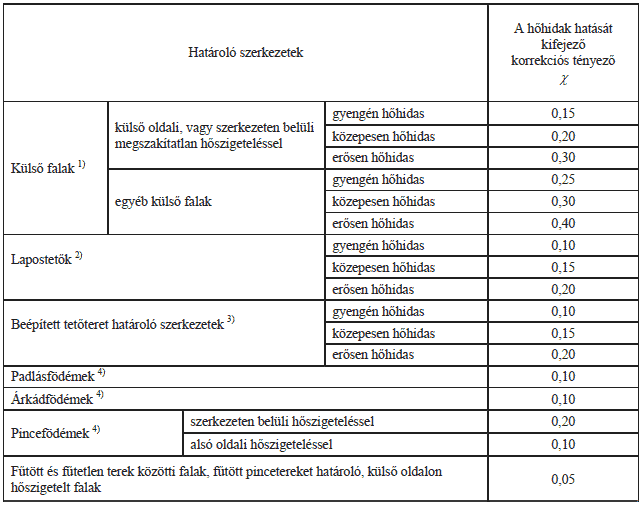 Határoló szerkezetek
A hőhidak hatását
kifejező
korrekciós tényező
χ
Külső falak 1)
külső oldali, vagy szerkezeten belüli
megszakítatlan hőszigeteléssel
gyengén hőhidas 0,15
közepesen hőhidas 0,20
erősen hőhidas 0,30
egyéb külső falak
gyengén hőhidas 0,25
közepesen hőhidas 0,30
erősen hőhidas 0,40
Lapostetők 2)
gyengén hőhidas 0,10
közepesen hőhidas 0,15
erősen hőhidas 0,20
Beépített tetőteret határoló szerkezetek 3)
gyengén hőhidas 0,10
közepesen hőhidas 0,15
erősen hőhidas 0,20
Padlásfödémek 4) 0,10
Árkádfödémek 4) 0,10
Pincefödémek 4)
szerkezeten belüli hőszigeteléssel 0,20
alsó oldali hőszigeteléssel 0,10
Fűtött és fűtetlen terek közötti falak, fűtött pincetereket határoló, külső oldalon
hőszigetelt falak
0,05